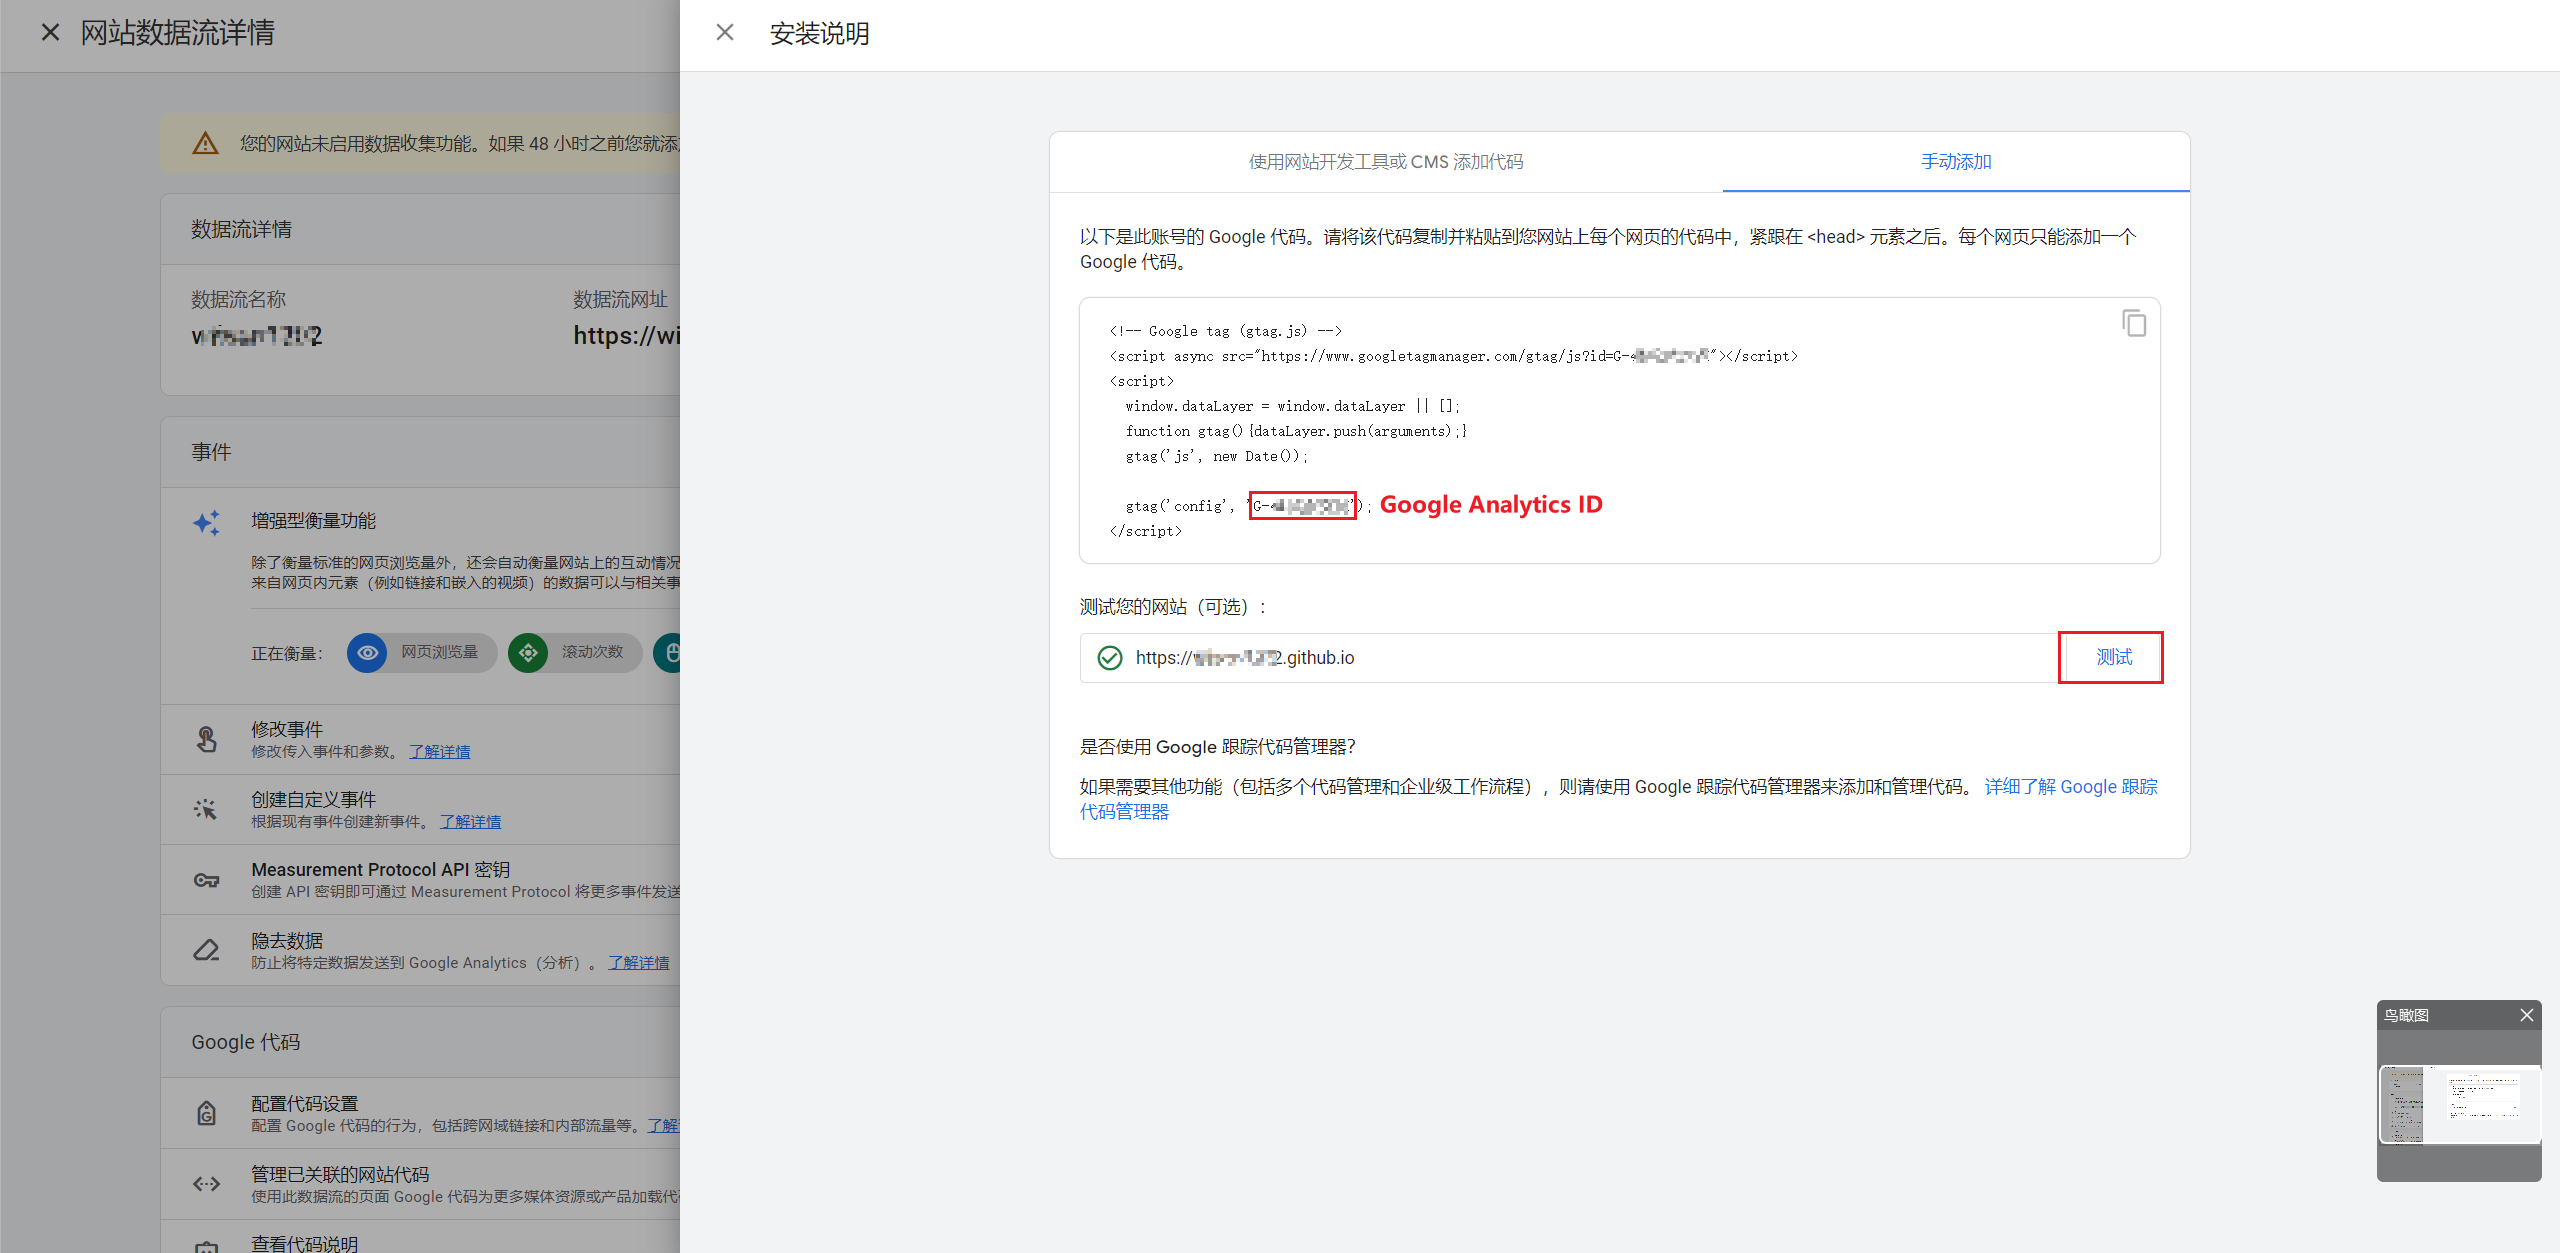 网站数据流详情
您的网站未启用数据收集功能。如果 48 小时之前您就添
数据流详情
数据流名称
数据流网址
https://wi
事件
增强型衡量功能
除了衡量标准的网页浏览量外，还会自动衡量网站上的互动情况
来自网页内元素（例如链接和嵌入的视频）的数据可以与相关事
正在衡量：
网页浏览量
滚动次数
修改事件
修改传入事件和参数。 了解详情
创建自定义事件
根据现有事件创建新事件。 了解详情
Measurement Protocol API 密钥
创建 API 密钥即可通过 Measurement Protocol 将更多事件发送
隐去数据
防止将特定数据发送到 Google Analytics（分析）。 了解详情
Google 代码
配置代码设置
配置 Google 代码的行为，包括跨网域链接和内部流量等。了解
管理已关联的网站代码
使用此数据流的页面 Google 代码为更多媒体资源或产品加载代
查看代码说明
安装说明
使用网站开发工具或 CMS 添加代码
手动添加
以下是此账号的 Google 代码。请将该代码复制并粘贴到您网站上每个网页的代码中，紧跟在 <head> 元素之后。每个网页只能添加一个
Google 代码。
<!-- Google tag (gtag.js) -->
<script async src="https://www.googletagmanager.com/gtag/js?id=G-"></script>
<script>
window.dataLayer = window.dataLayer || [];
function gtag(){dataLayer.push(arguments);}
gtag('js', new Date());
gtag('config', 'G-'); Google Analytics ID
</script>
测试您的网站（可选）：
https://2.github.io
测试
是否使用 Google 跟踪代码管理器？
如果需要其他功能（包括多个代码管理和企业级工作流程），则请使用 Google 跟踪代码管理器来添加和管理代码。 详细了解 Google 跟踪
代码管理器
鸟瞰图